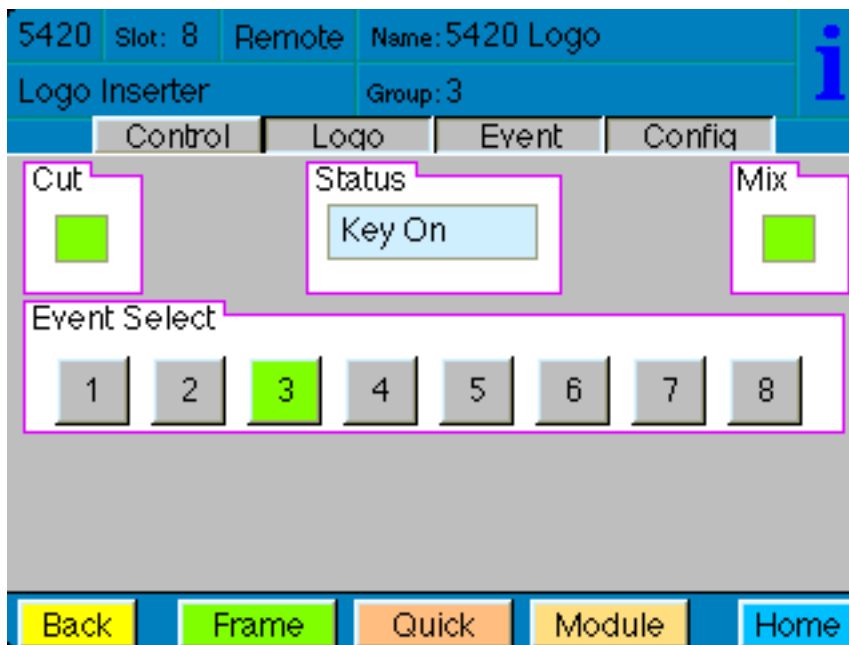 5420 Slot: 8 Remote Name: 5420 Logo
i
Logo Inserter Group: 3
Control Logo Event Config
Cut Status Mix
Key On
Event Select
1 2 3 4 5 6 7 8
Back Frame Quick Module Home